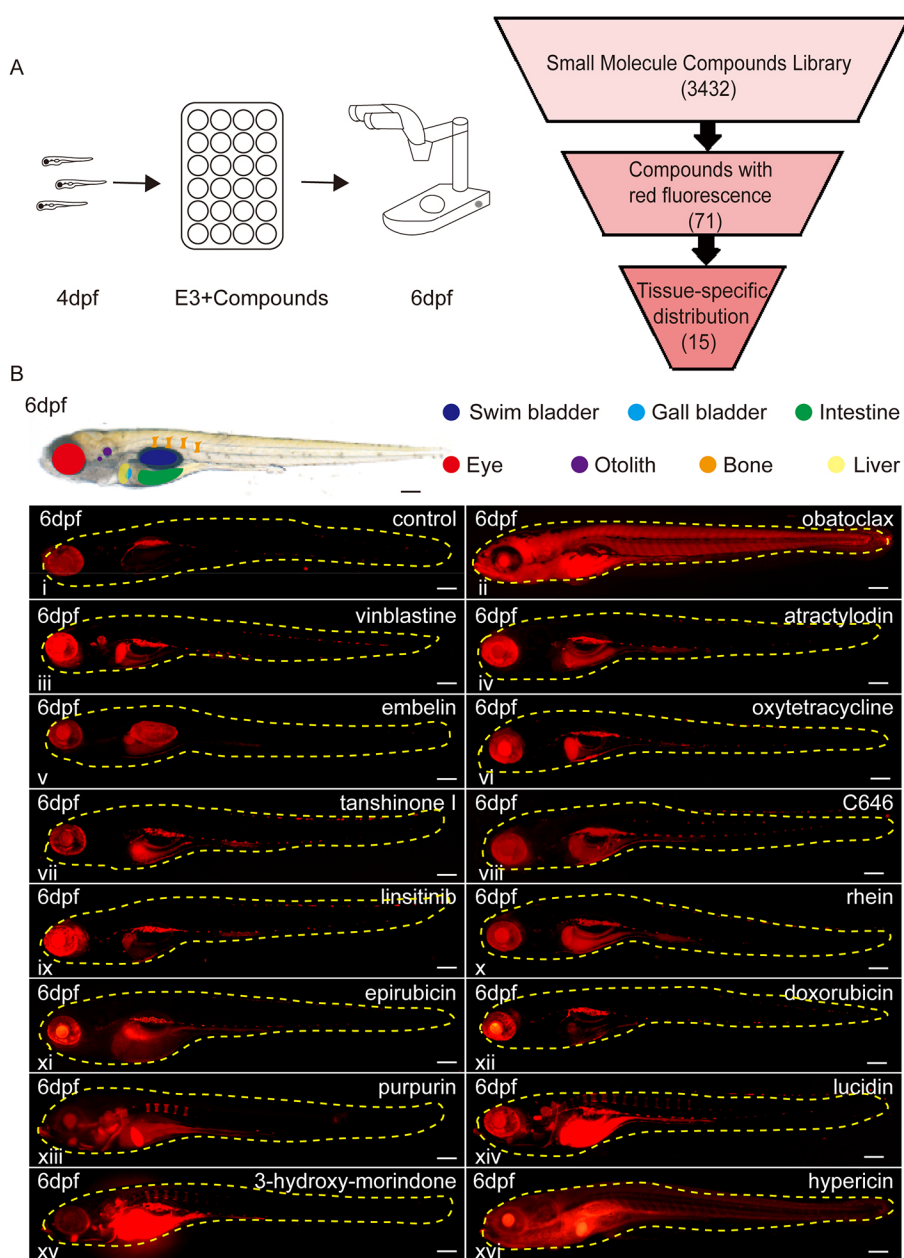 A
Small Molecule Compounds Library
(3432)
Compounds with
red fluorescence
(71)
Tissue-specific
distribution
(15)
4dpf
E3+Compounds
6dpf
B
6dpf
Swim bladder
Gall bladder
Intestine
Eye
Otolith
Bone
Liver
6dpf
control
i
6dpf
obatoclax
ii
6dpf
vinblastine
iii
6dpf
atractylodin
iv
6dpf
embelin
v
6dpf
oxytetracycline
vi
6dpf
tanshinone I
vii
6dpf
C646
viii
6dpf
linsitinib
ix
6dpf
rhein
x
6dpf
epirubicin
xi
6dpf
doxorubicin
xii
6dpf
purpurin
xiii
6dpf
lucidin
xiv
6dpf
3-hydroxy-morindone
xv
6dpf
hypericin
xvi